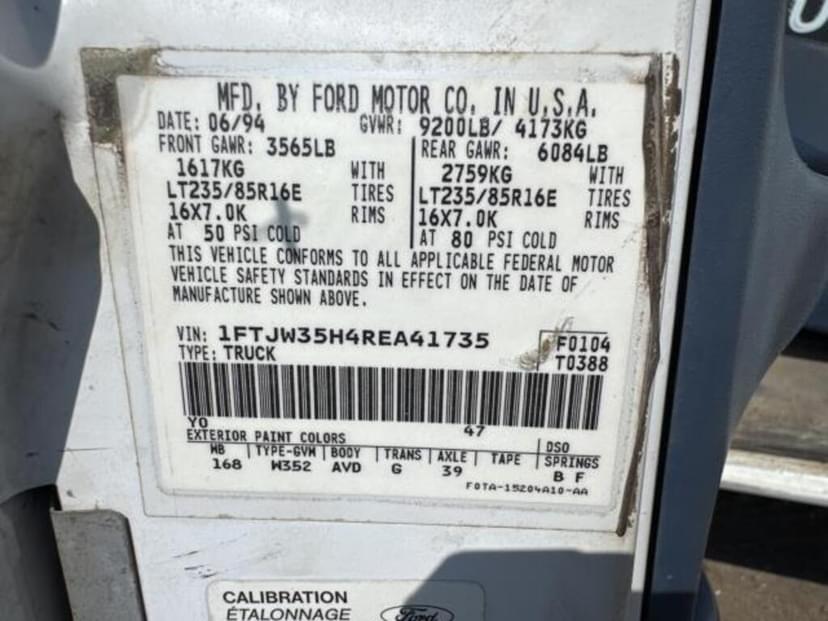 MFD. BY FORD MOTOR CO. IN U.S.A.
DATE: 06/94 GVWR: 9200LB/ 4173KG
FRONT GAWR: 3565LB REAR GAWR: 6084LB
1617KG WITH 2759KG WITH
LT235/85R16E TIRES LT235/85R16E TIRES
16X7.0K RIMS 16X7.0K RIMS
AT 50 PSI COLD AT 80 PSI COLD
THIS VEHICLE CONFORMS TO ALL APPLICABLE FEDERAL MOTOR
VEHICLE SAFETY STANDARDS IN EFFECT ON THE DATE OF
MANUFACTURE SHOWN ABOVE.
VIN: 1FTJW35H4REA41735 F0104
TYPE: TRUCK T0388
YO 47
EXTERIOR PAINT COLORS DSO
WB TYPE-GVW BODY TRANS AXLE TAPE SPRINGS
168 W352 AVD G 39 B F
F0TA-15204A10-AA
CALIBRATION
ÉTALONNAGE Ford